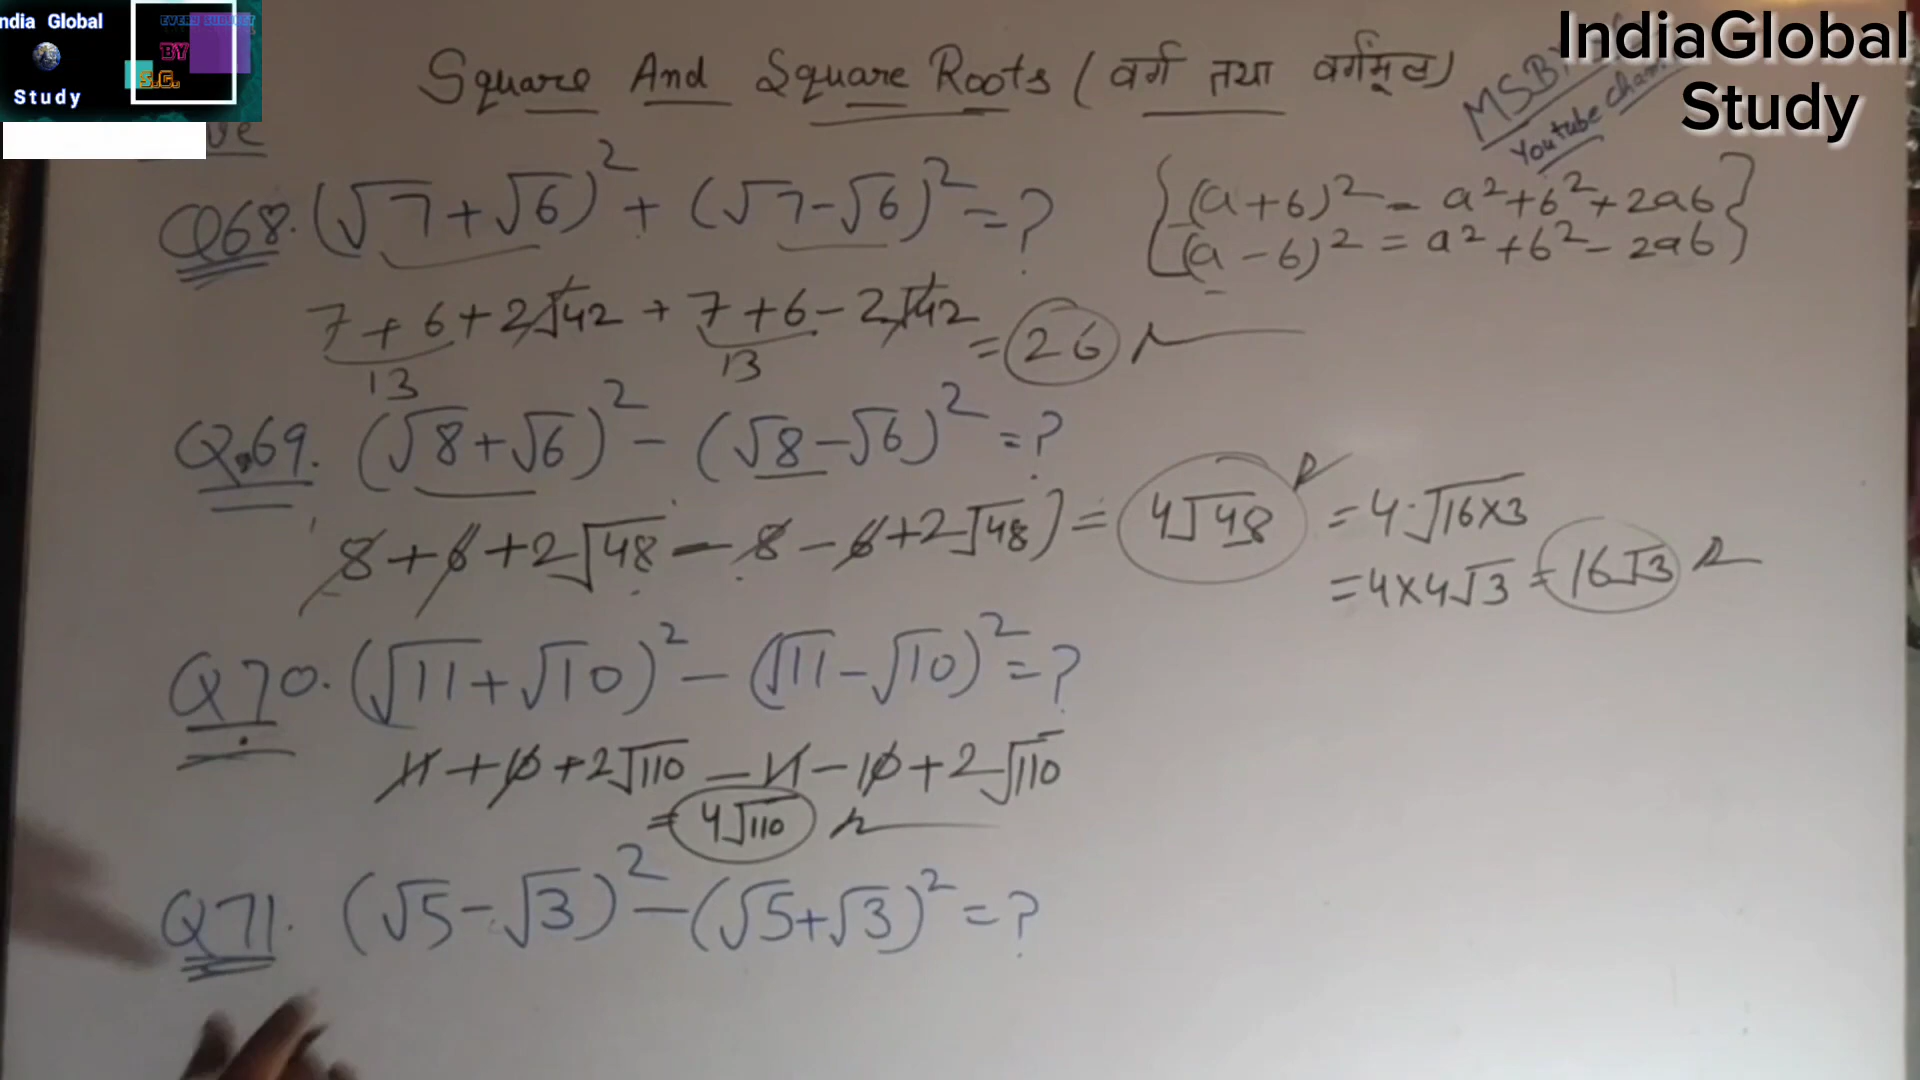 India Global
Study
EVERY SUBJECT
BY
S.G.
IndiaGlobal
Study
Square And Square Roots (वर्ग तथा वर्गमूल)
Youtube
Q68. (√7+√6)² + (√7-√6)² = ?
{(a+b)² = a²+b²+2ab}
{(a-b)² = a²+b²-2ab}
7+6+2√42 + 7+6-2√42 = 26
13 13
Q.69. (√8+√6)² - (√8-√6)² = ?
8+6+2√48 - 8-6+2√48) = 4√48 = 4·√16×3
=4×4√3 = 16√3
Q70. (√11+√10)² - (√11-√10)² = ?
11+10+2√110 - 11-10+2√110
= 4√110
Q71. (√5-√3)² - (√5+√3)² = ?